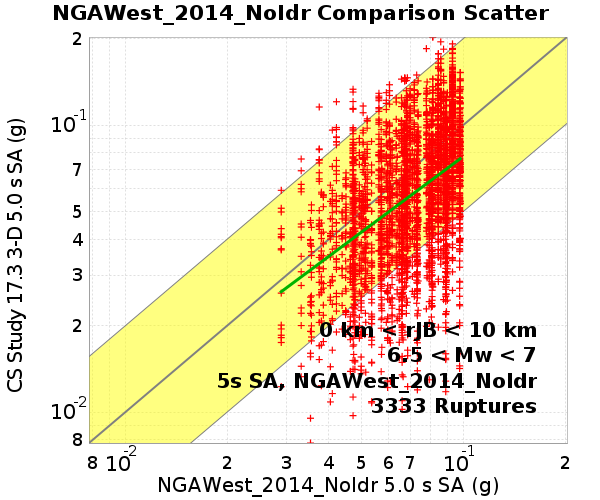 NGAWest_2014_NoIdr Comparison Scatter
CS Study 17.3 3-D 5.0 s SA (g)
2
10-1
7
5
4
3
2
10-2
8
0 km < rJB < 10 km
6.5 < Mw < 7
5s SA, NGAWest_2014_NoIdr
3333 Ruptures
8 10-2 2 3 4 5 6 7 10-1 2
NGAWest_2014_NoIdr 5.0 s SA (g)